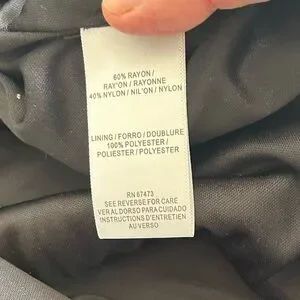 60% RAYON /
RAY'ON / RAYONNE
40% NYLON / NIL'ON / NYLON
LINING / FORRO / DOUBLURE
100% POLYESTER /
POLIESTER / POLYESTER
RN 67473
SEE REVERSE FOR CARE
VER AL DORSO PARA CUIDADO
INSTRUCTIONS D'ENTRETIEN
AU VERSO